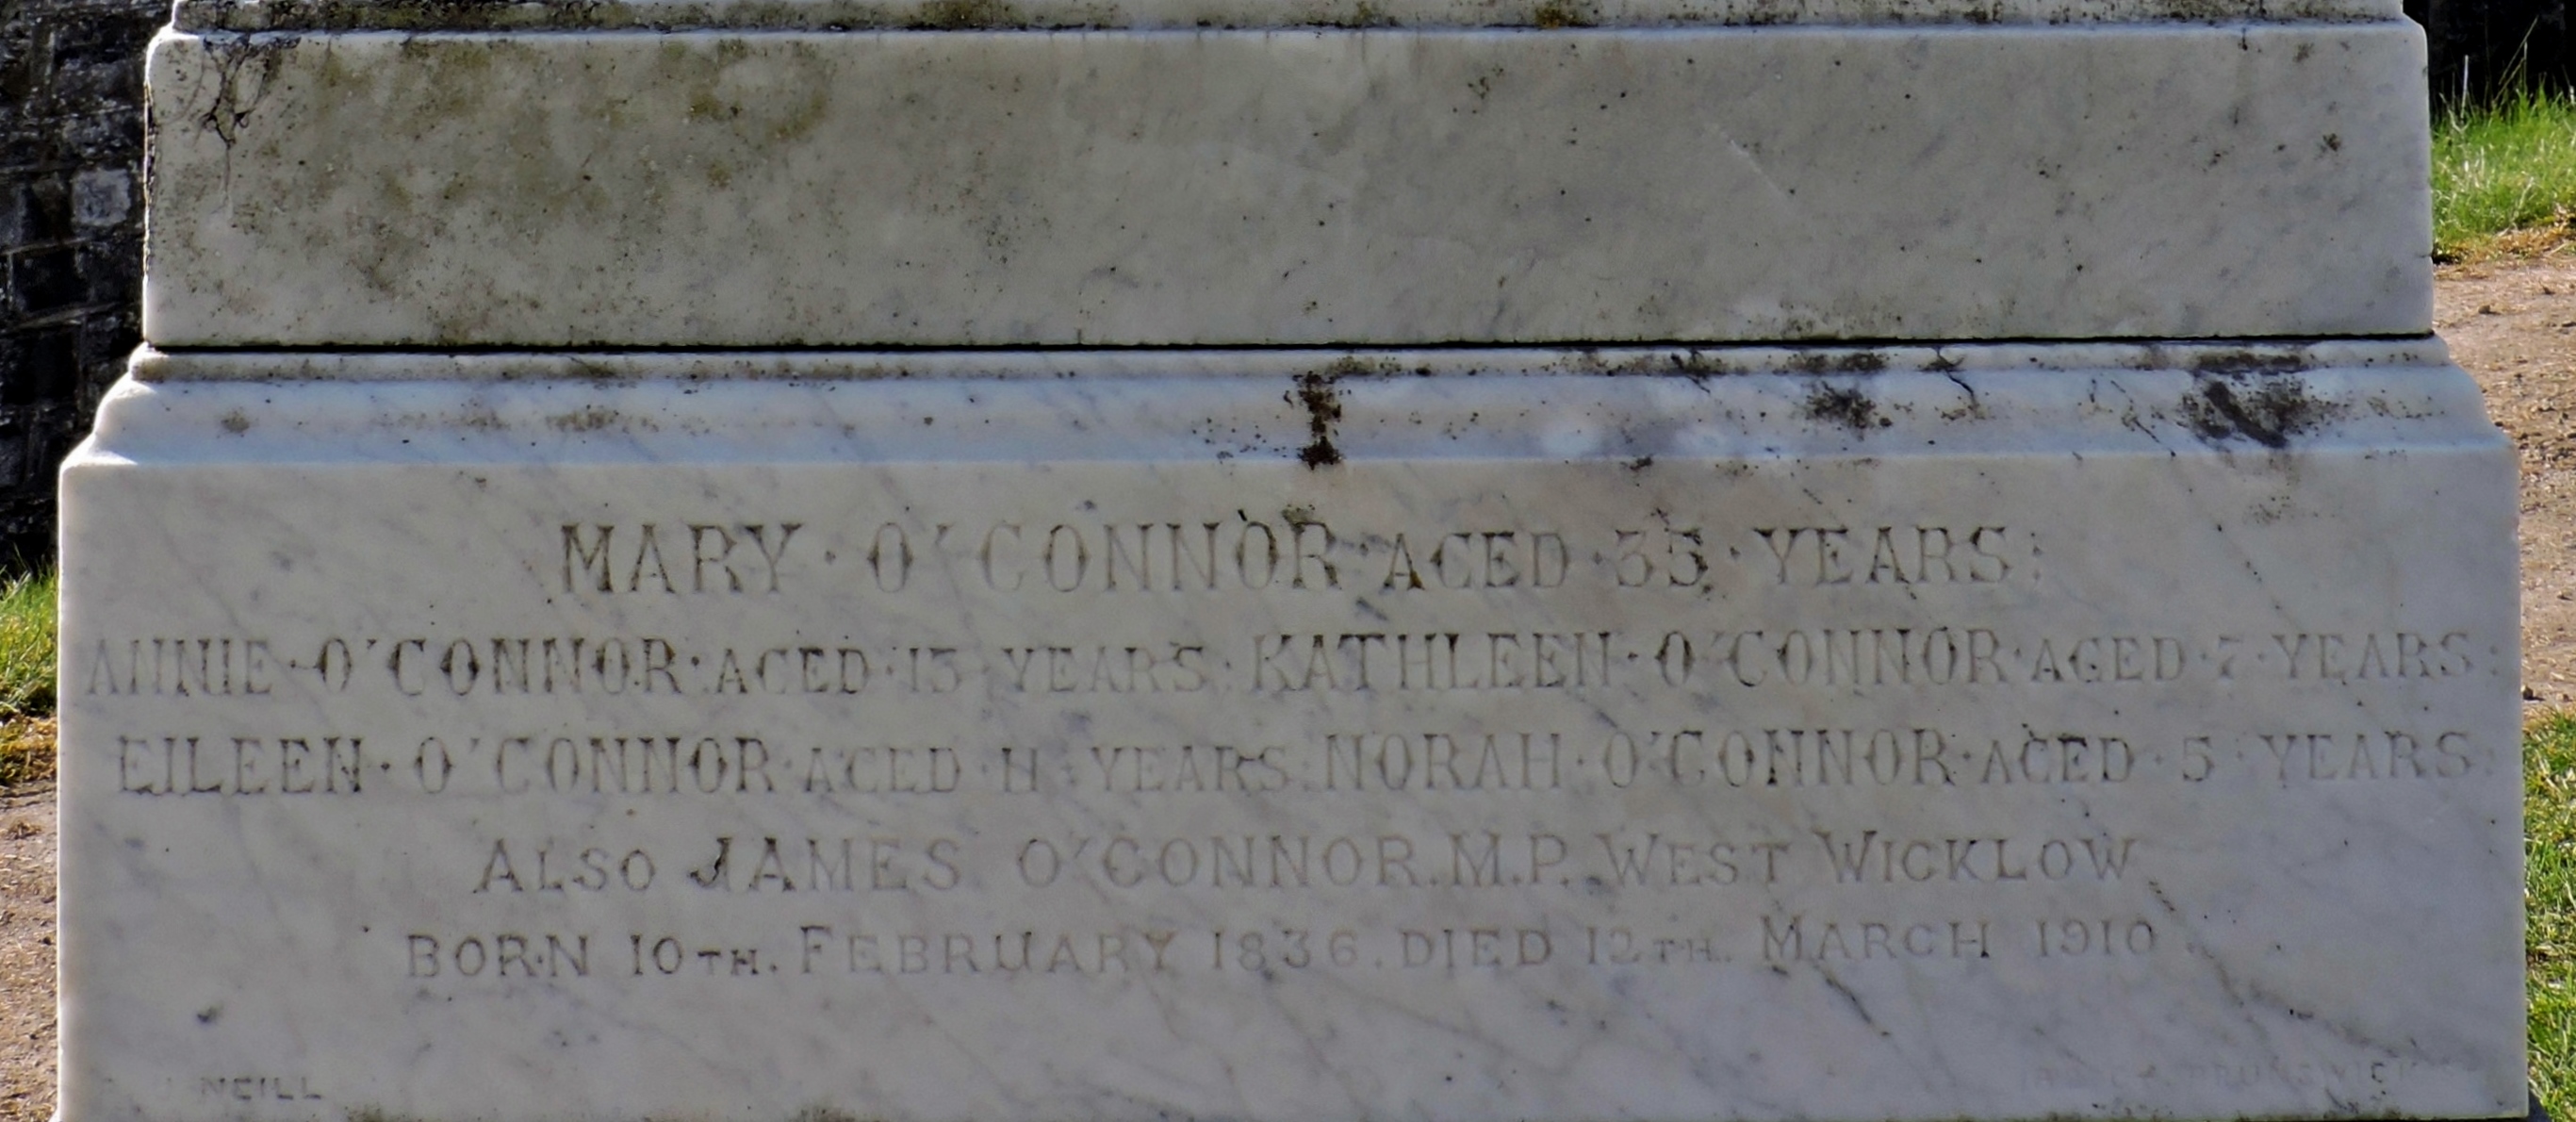 MARY · O'CONNOR · AGED · 35 · YEARS :
ANNIE · O'CONNOR · AGED · 13 · YEARS : KATHLEEN · O'CONNOR · AGED · 7 · YEARS :
EILEEN · O'CONNOR · AGED · 11 · YEARS : NORAH · O'CONNOR · AGED · 5 · YEARS :
ALSO JAMES O'CONNOR. M.P. WEST WICKLOW
BORN 10TH. FEBRUARY 1836. DIED 12TH. MARCH 1910.
NEILL